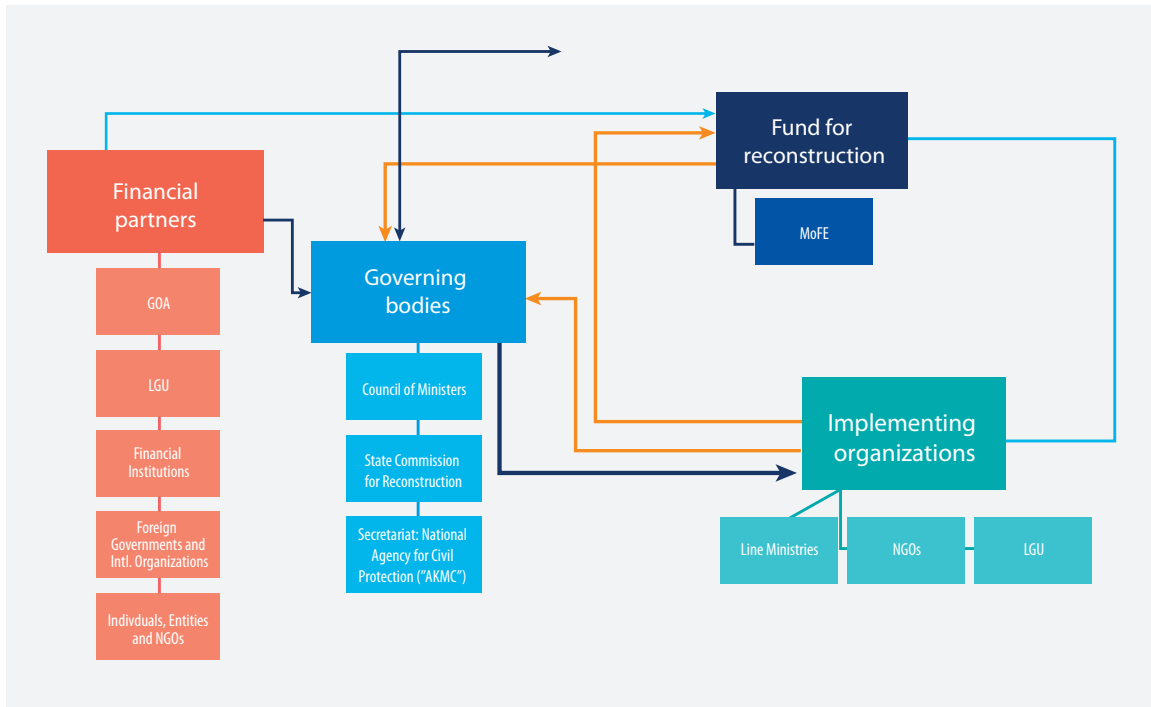 Fund for
reconstruction
MoFE
Financial
partners
GOA
LGU
Financial
Institutions
Foreign
Governments and
Intl. Organizations
Indivduals, Entities
and NGOs
Governing
bodies
Council of Ministers
State Commission
for Reconstruction
Secretariat: National
Agency for Civil
Protection ("AKMC")
Implementing
organizations
Line Ministries
NGOs
LGU